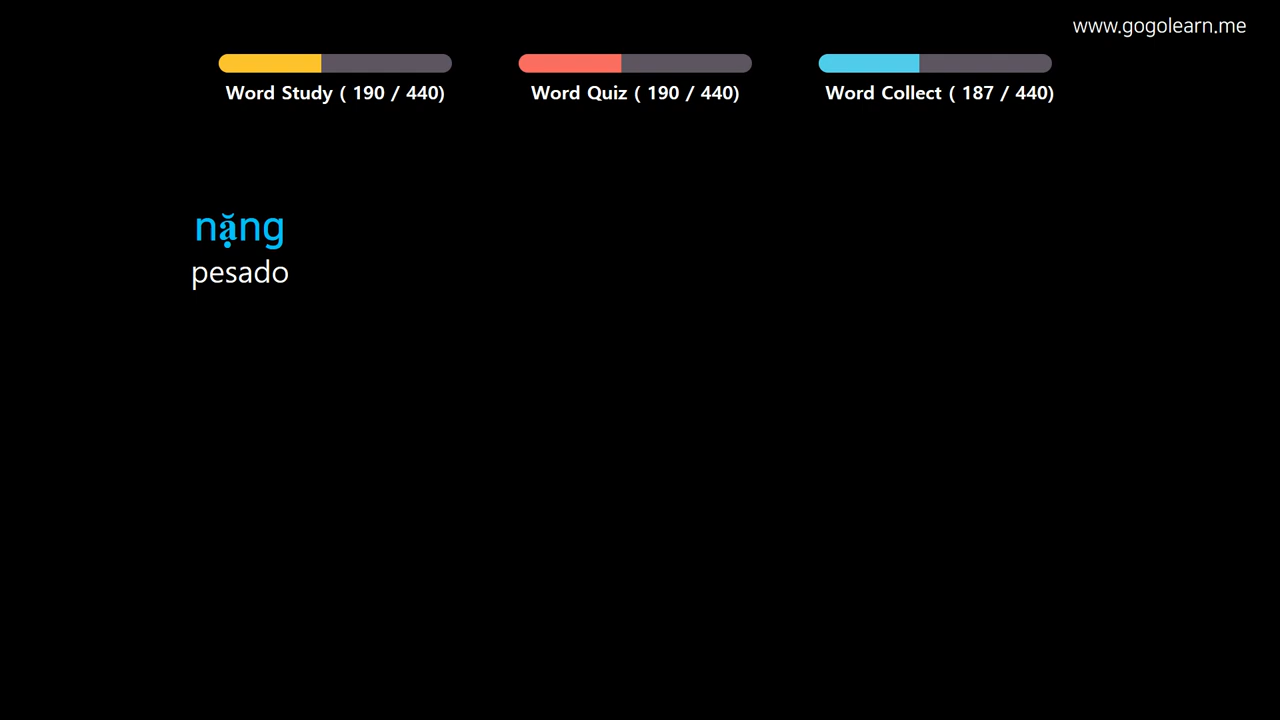 www.gogolearn.me
Word Study ( 190 / 440)
Word Quiz ( 190 / 440)
Word Collect ( 187 / 440)
nặng
pesado